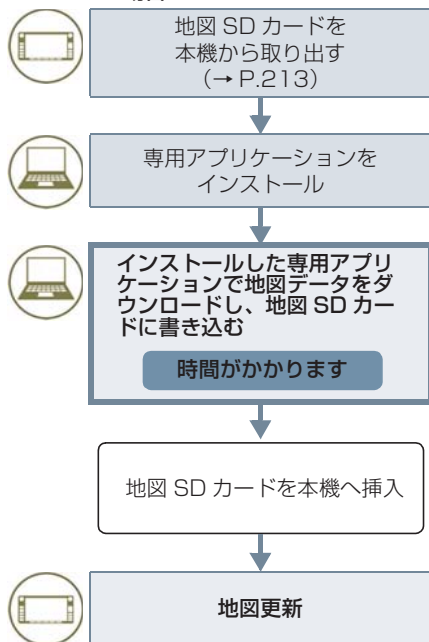 地図 SD カードを
本機から取り出す
(→ P.213)
専用アプリケーションを
インストール
インストールした専用アプリ
ケーションで地図データをダ
ウンロードし、地図 SD カー
ドに書き込む
時間がかかります
地図 SD カードを本機へ挿入
地図更新